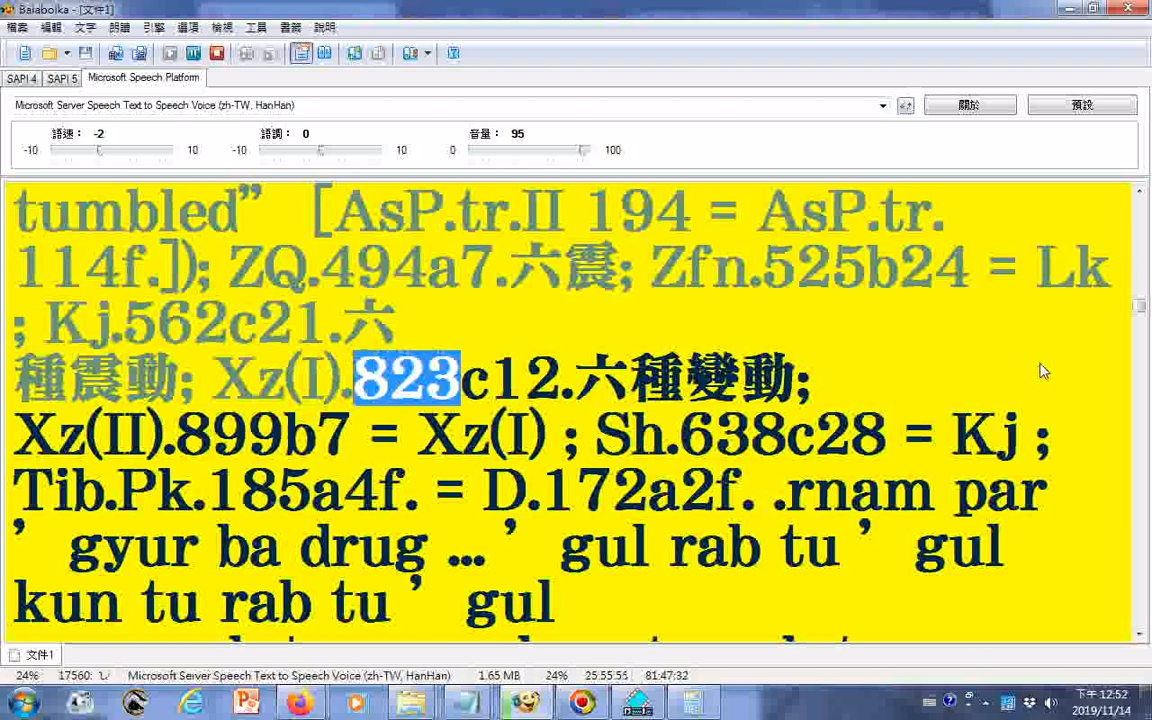 Balabolka - [文件1]
檔案 編輯 文字 朗讀 引擎 選項 檢視 工具 書籤 說明
SAPI 4 SAPI 5 Microsoft Speech Platform
Microsoft Server Speech Text to Speech Voice (zh-TW, HanHan) 關於 預設
語速: -2 語調: 0 音量: 95
-10 10 -10 10 0 100
tumbled” [AsP.tr.II 194 = AsP.tr.
114f.]); ZQ.494a7.六震; Zfn.525b24 = Lk
; Kj.562c21.六
種震動; Xz(I).823c12.六種變動;
Xz(II).899b7 = Xz(I) ; Sh.638c28 = Kj ;
Tib.Pk.185a4f. = D.172a2f. .rnam par
’ gyur ba drug ... ’ gul rab tu ’ gul
kun tu rab tu ’ gul
文件1
24% 17560: Microsoft Server Speech Text to Speech Voice (zh-TW, HanHan) 1.65 MB 24% 25:55:55 81:47:32
下午 12:52
2019/11/14